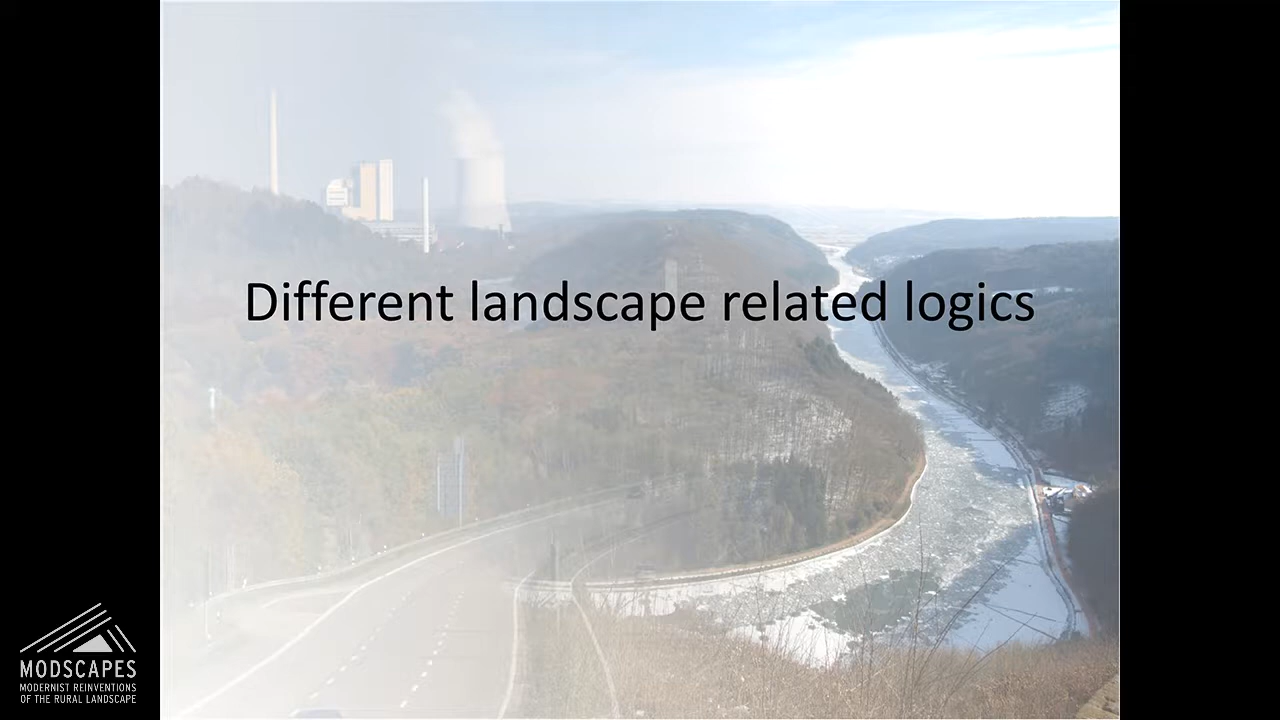 Different landscape related logics
MODSCAPES
MODERNIST REINVENTIONS
OF THE RURAL LANDSCAPE